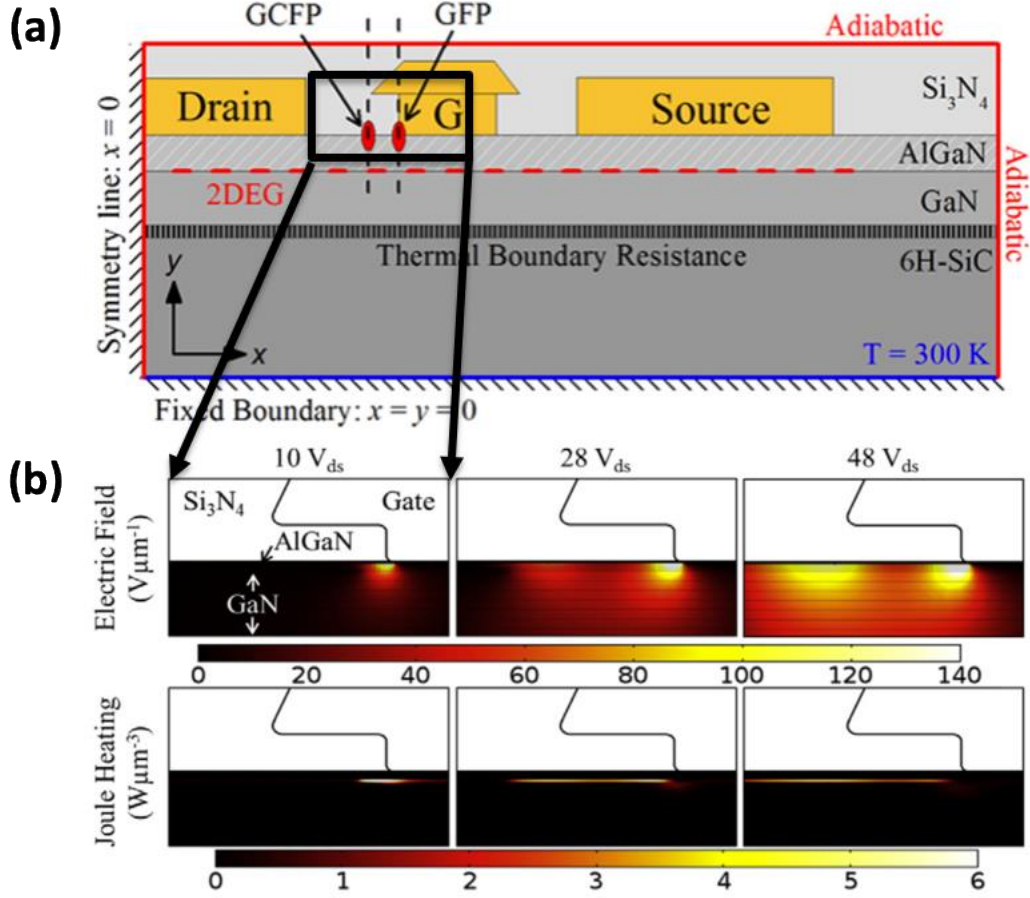 (a)
GCFP
GFP
Adiabatic
Symmetry line: x = 0
Drain
G
Source
Si₃N₄
AlGaN
2DEG
GaN
Thermal Boundary Resistance
6H-SiC
Adiabatic
y
x
T = 300 K
Fixed Boundary: x = y = 0
(b)
10 Vds
28 Vds
48 Vds
Electric Field
(Vμm⁻¹)
Si₃N₄
Gate
AlGaN
GaN
0 20 40 60 80 100 120 140
Joule Heating
(Wμm⁻³)
0 1 2 3 4 5 6